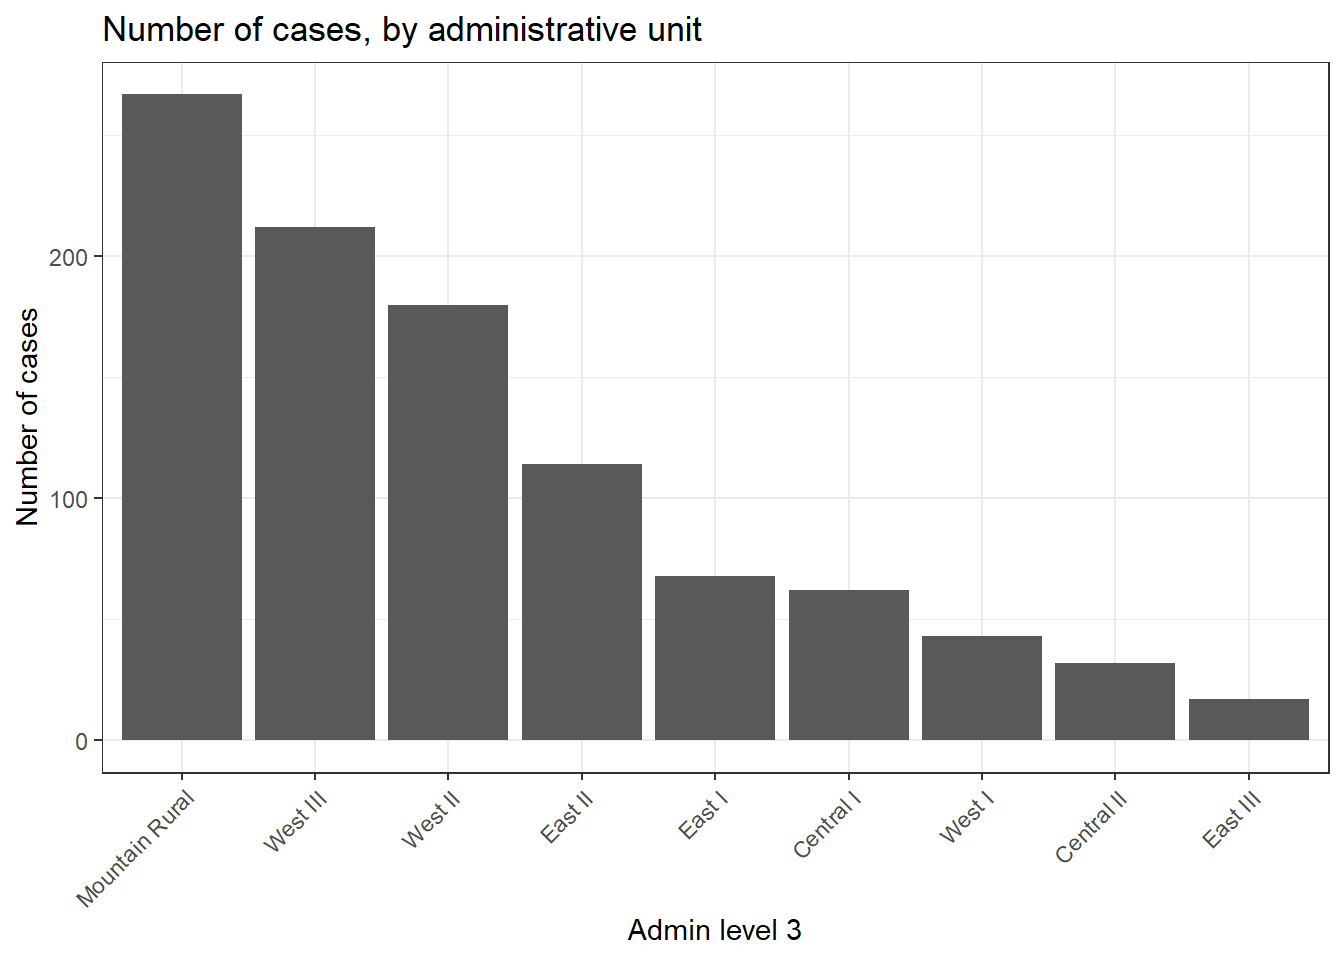 Number of cases, by administrative unit
Number of cases
200
100
0
Mountain Rural
West III
West II
East II
East I
Central I
West I
Central II
East III
Admin level 3